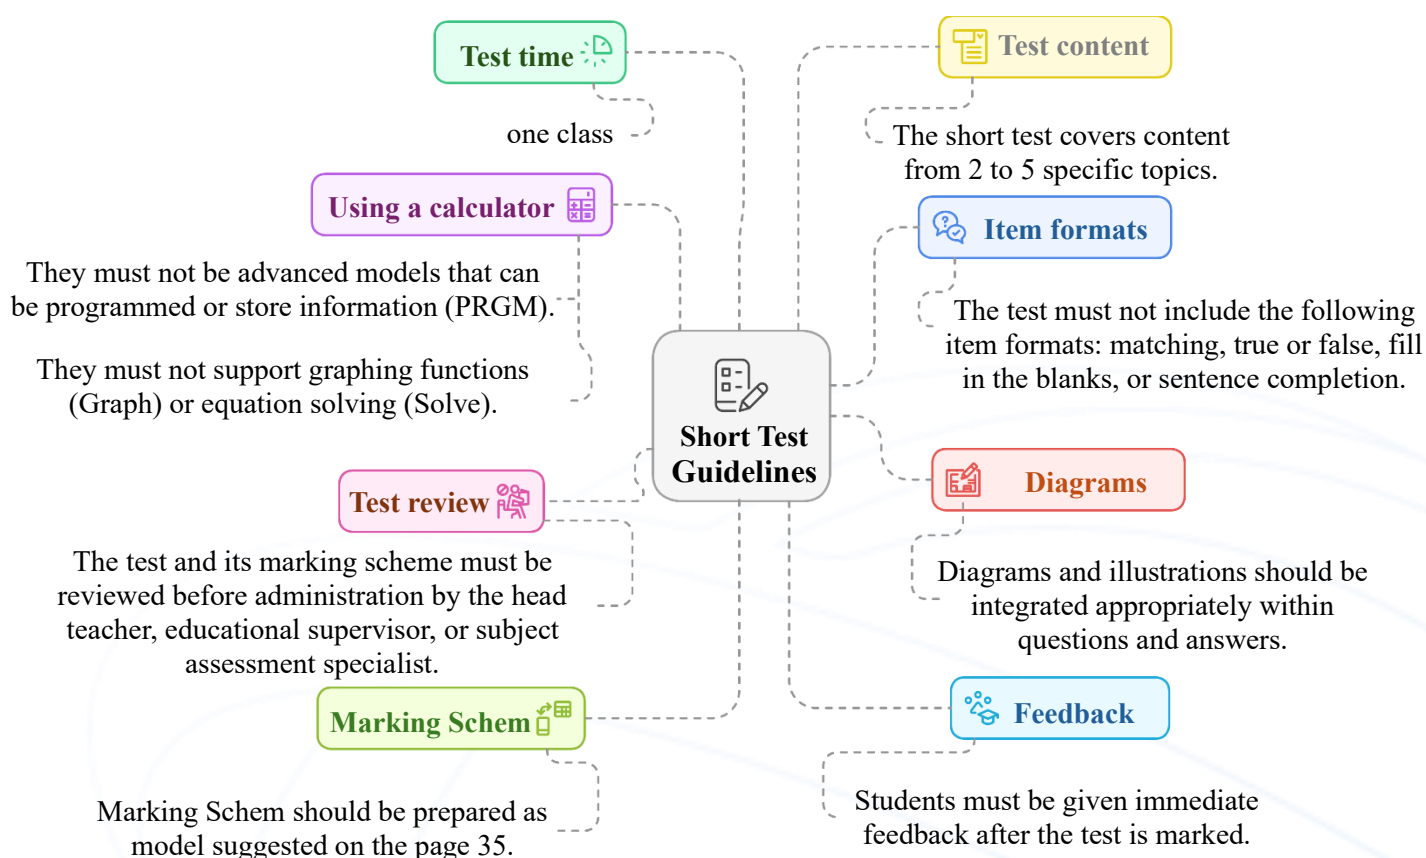 Test time
one class
Using a calculator
They must not be advanced models that can
be programmed or store information (PRGM).
They must not support graphing functions
(Graph) or equation solving (Solve).
Test review
The test and its marking scheme must be
reviewed before administration by the head
teacher, educational supervisor, or subject
assessment specialist.
Marking Schem
Marking Schem should be prepared as
model suggested on the page 35.
Short Test
Guidelines
Test content
The short test covers content
from 2 to 5 specific topics.
Item formats
The test must not include the following
item formats: matching, true or false, fill
in the blanks, or sentence completion.
Diagrams
Diagrams and illustrations should be
integrated appropriately within
questions and answers.
Feedback
Students must be given immediate
feedback after the test is marked.